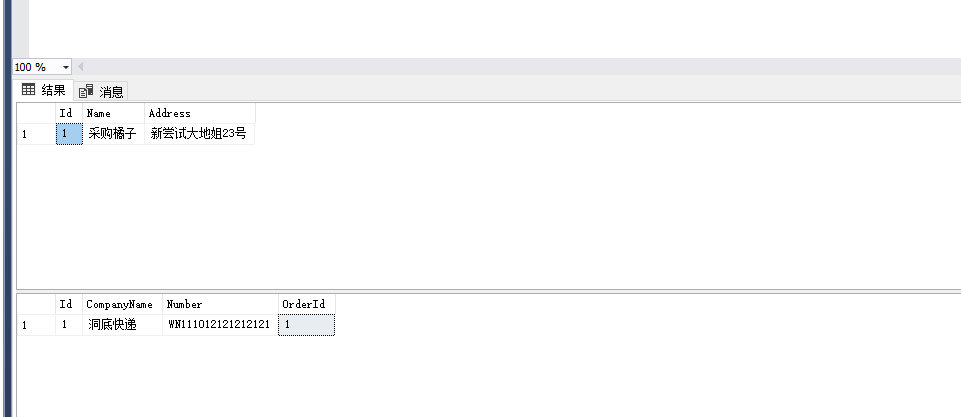 100 %
结果 消息
Id Name Address
1 1 采购橘子 新尝试大地姐23号
Id CompanyName Number OrderId
1 1 洞底快递 WN111012121212121 1